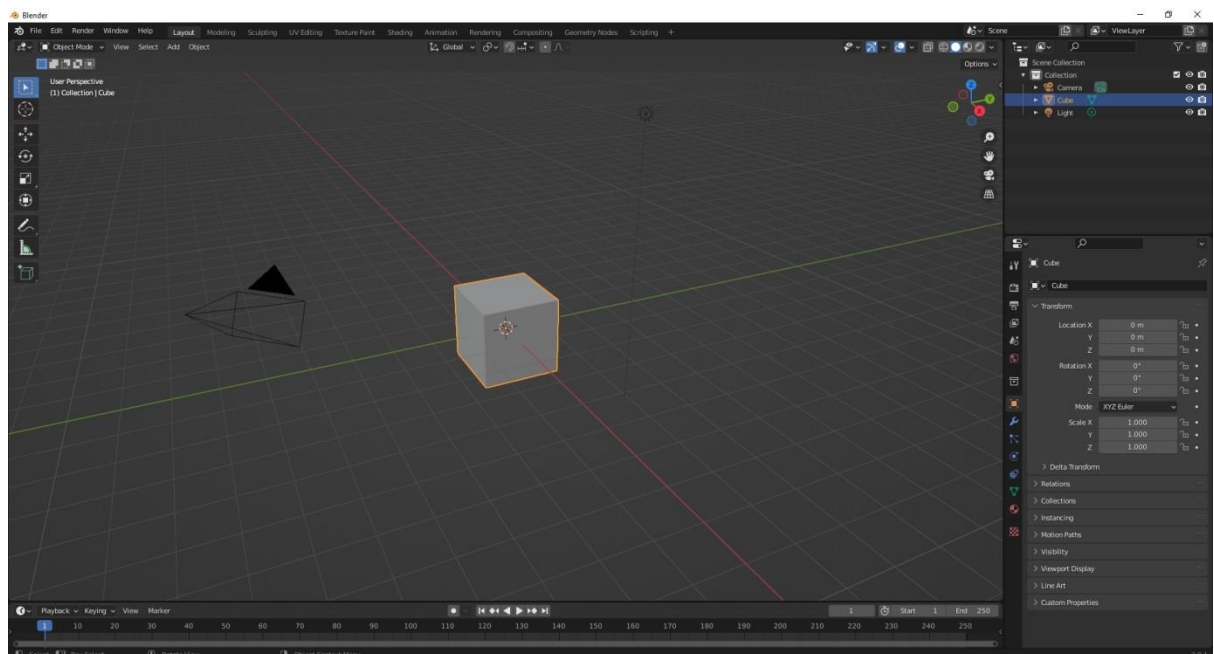 Blender
File Edit Render Window Help Layout Modeling Sculpting UV Editing Texture Paint Shading Animation Rendering Compositing Geometry Nodes Scripting + Scene ViewLayer
Object Mode View Select Add Object Global
Options
User Perspective
(1) Collection | Cube
Z
Y
X
Scene Collection
Collection
Camera
Cube
Light
Cube
Cube
Transform
Location X 0 m
Y 0 m
Z 0 m
Rotation X 0°
Y 0°
Z 0°
Mode XYZ Euler
Scale X 1.000
Y 1.000
Z 1.000
Delta Transform
Relations
Collections
Instancing
Motion Paths
Visibility
Viewport Display
Line Art
Custom Properties
Playback Keying View Marker 1 Start 1 End 250
1 10 20 30 40 50 60 70 80 90 100 110 120 130 140 150 160 170 180 190 200 210 220 230 240 250